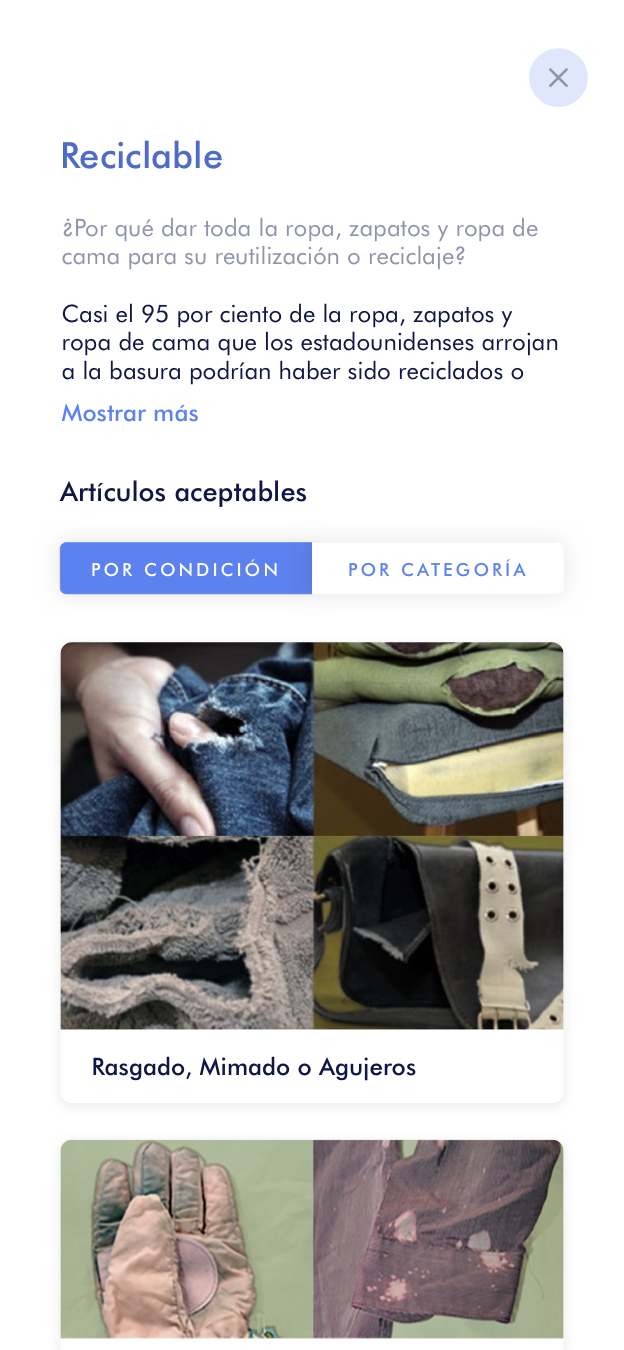 Reciclable
¿Por qué dar toda la ropa, zapatos y ropa de
cama para su reutilización o reciclaje?
Casi el 95 por ciento de la ropa, zapatos y
ropa de cama que los estadounidenses arrojan
a la basura podrían haber sido reciclados o
Mostrar más
Artículos aceptables
POR CONDICIÓN
POR CATEGORÍA
Rasgado, Mimado o Agujeros